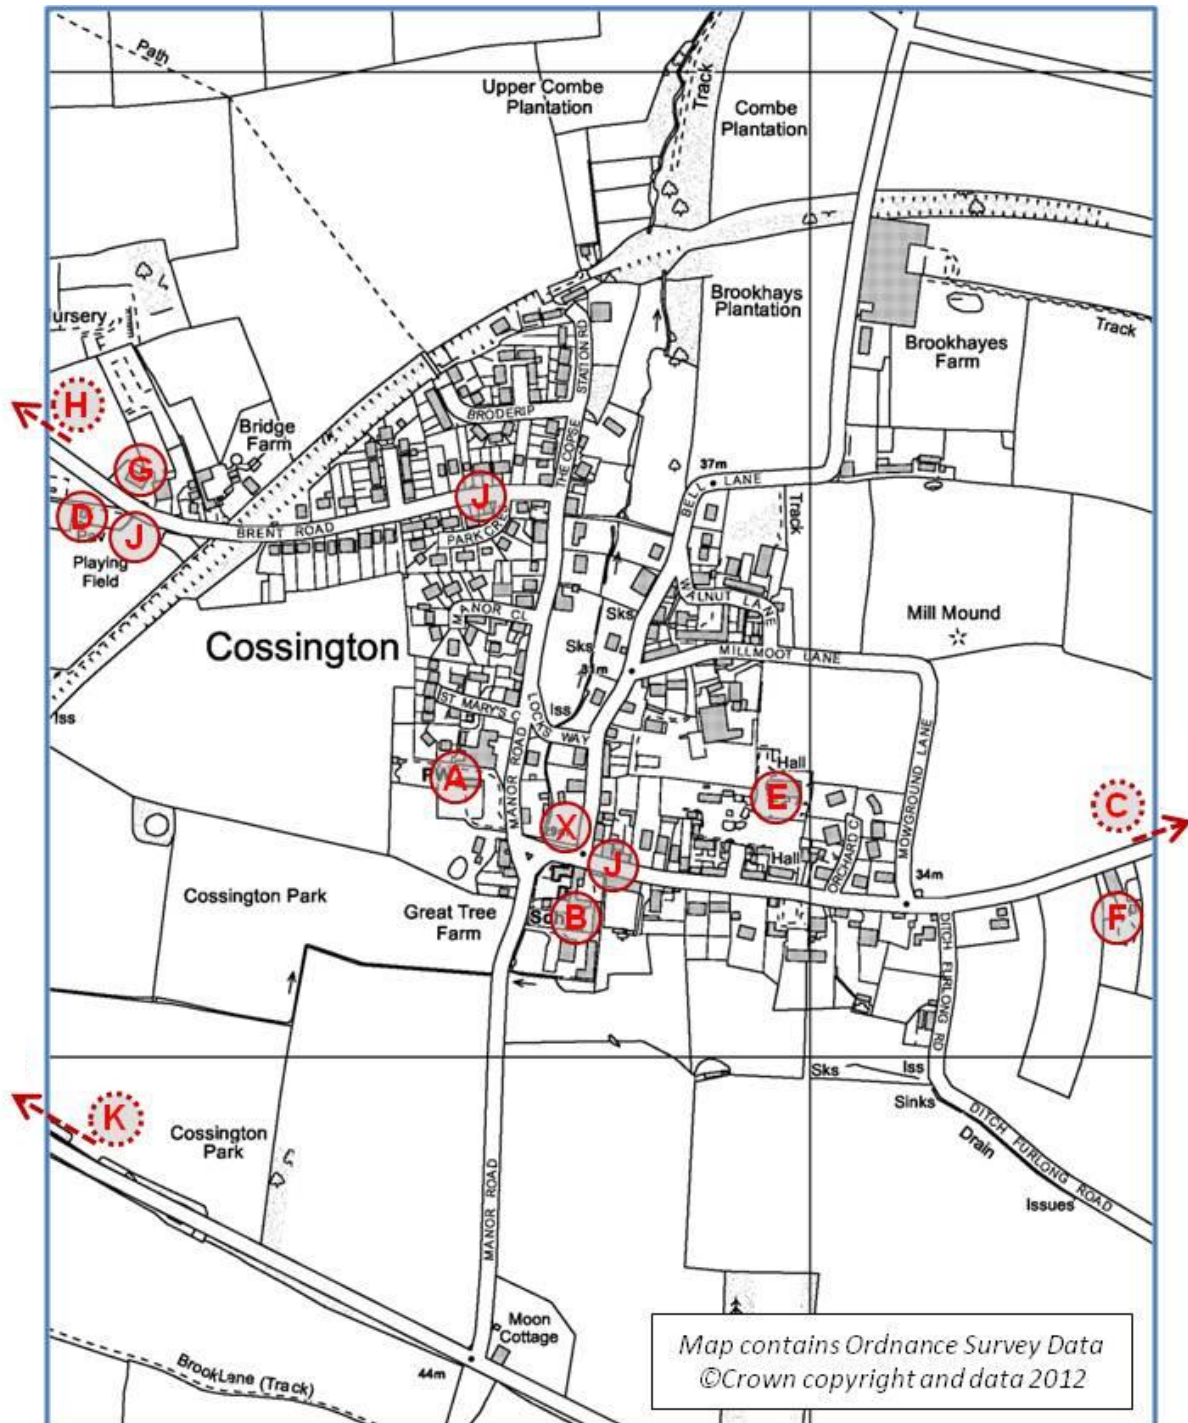 Path
Upper Combe
Plantation
Track
Combe
Plantation
Brookhays
Plantation
Brookhayes
Farm
Track
ursery
H
G
Bridge
Farm
BRODERIP
STATION RD
THE COPSE
37m
BELL LANE
Track
D
J
J
BRENT ROAD
PARK CRES
Playing
Field
MANOR CL
WALNUT LANE
Sks
Mill Mound
Cossington
Sks
31m
MILLMOOT LANE
Iss
ST MARY'S C
LOCKS WAY
Iss
MANOR ROAD
MOWGROUND LANE
A
Hall
E
C
X
J
Hall
ORCHARD C
34m
Cossington Park
Great Tree
Farm
Sch
B
F
DITCH FURLONG RD
Sks
Iss
Sinks
K
Cossington
Park
Drain
DITCH FURLONG ROAD
Issues
MANOR ROAD
Moon
Cottage
Brook Lane (Track)
44m
Map contains Ordnance Survey Data
©Crown copyright and data 2012